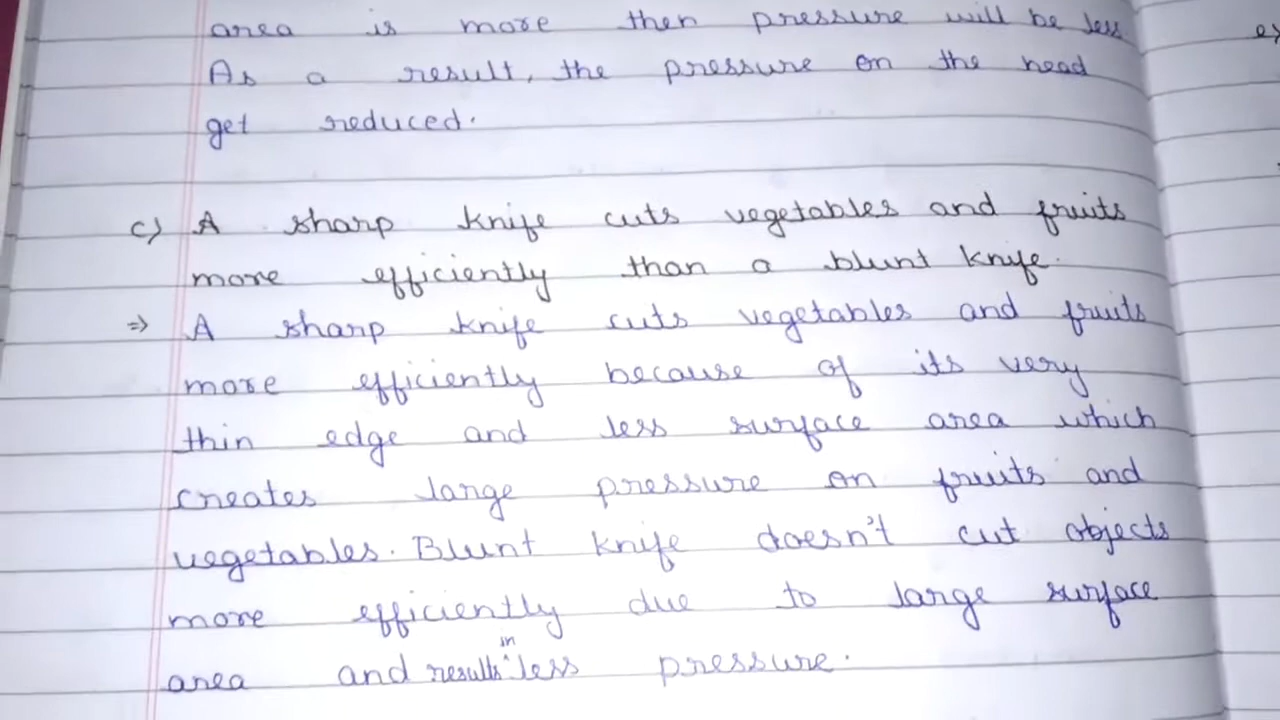 area is more then pressure will be less
As a result, the pressure on the head
get reduced.
c) A sharp knife cuts vegetables and fruits
more efficiently than a blunt knife.
⇒ A sharp knife cuts vegetables and fruits
more efficiently because of its very
thin edge and less surface area which
creates large pressure on fruits and
vegetables. Blunt knife doesn't cut objects
more efficiently due to large surface
area and results in less pressure.
e)